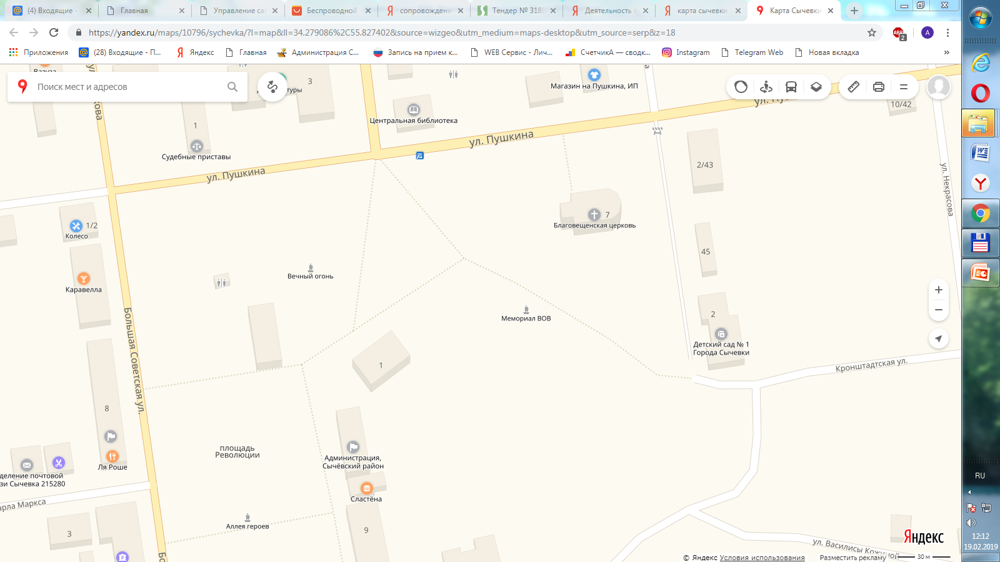 (4) Входящие -
Главная
Управление са
Беспроводной
сопровождени
Тендер № 3180
Деятельность г
карта сычевки
Карта Сычевки
https://yandex.ru/maps/10796/sychevka/?l=map&ll=34.279086%2C55.827402&source=wizgeo&utm_medium=maps-desktop&utm_source=serp&z=18
ABP
2
A
Приложения
(28) Входящие - П...
Яндекс
Главная
Администрация С...
Запись на прием к...
WEB Сервис - Лич...
СчетчикА — сводк...
Instagram
Telegram Web
Новая вкладка
»
Поиск мест и адресов
3
Магазин на Пушкина, ИП
10/42
Центральная библиотека
1
Судебные приставы
ул. Пушкина
ул. Пушкина
2/43
ул. Некрасова
7
Благовещенская церковь
1/2
Колесо
45
Вечный огонь
Каравелла
Мемориал ВОВ
2
Детский сад № 1
Города Сычевки
Кронштадтская ул.
Большая Советская ул.
1
8
площадь
Революции
Администрация,
Сычёвский район
Ля Роше
деление почтовой
зи Сычевка 215280
Сластёна
арла Маркса
Аллея героев
3
9
ул. Василисы Кожиной
Яндекс
© Яндекс Условия использования
Разместить рекламу
30 м
RU
12:12
19.02.2019